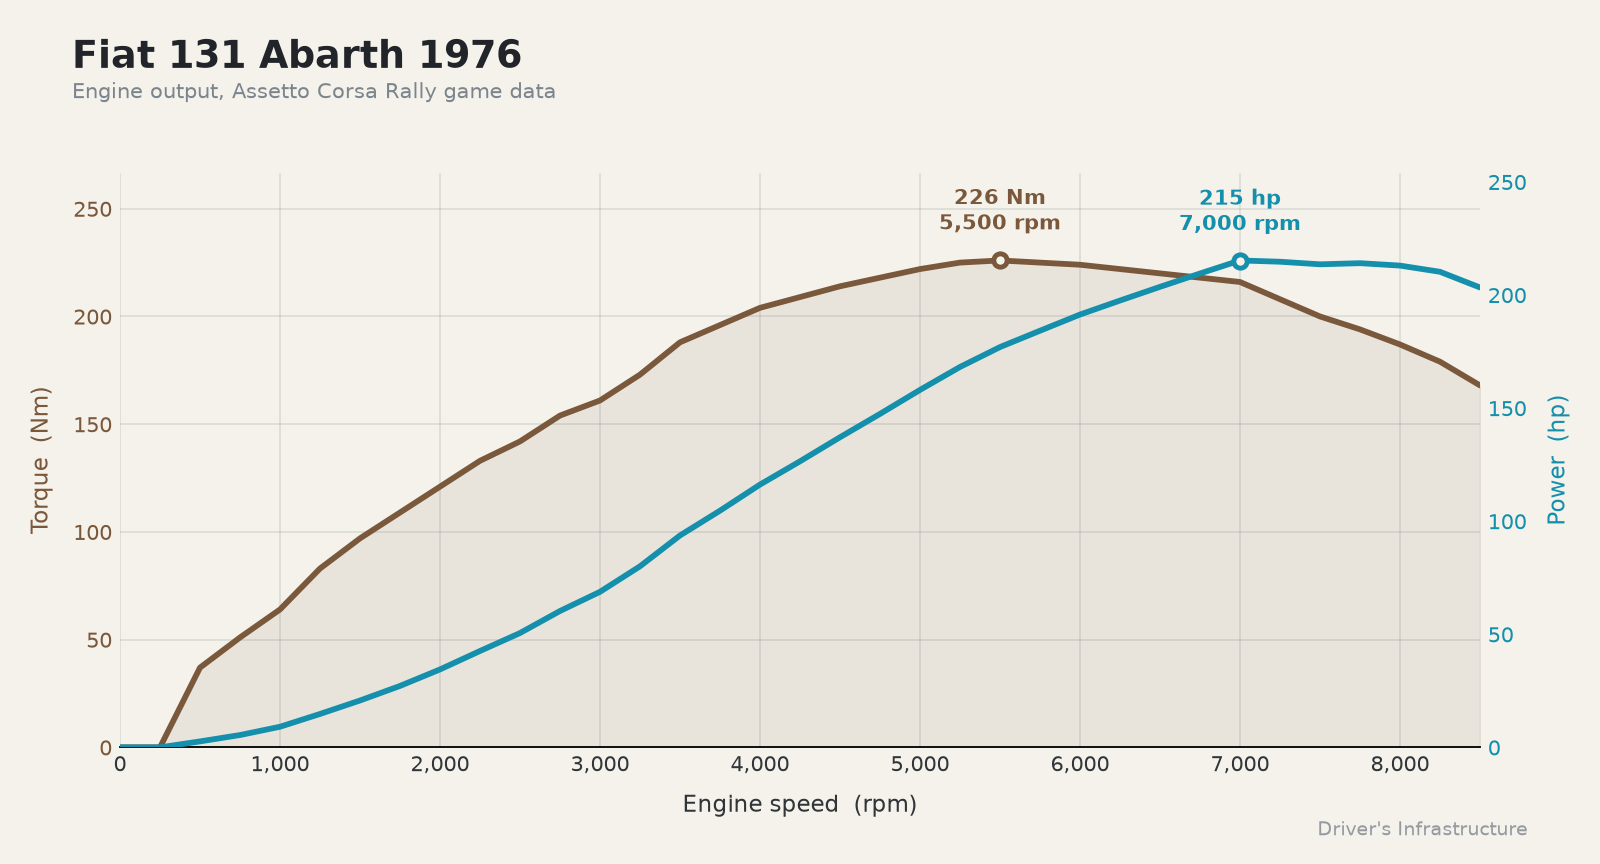 Fiat 131 Abarth 1976
Engine output, Assetto Corsa Rally game data
226 Nm
5,500 rpm
215 hp
7,000 rpm
250
200
150
100
50
0
Torque (Nm)
250
200
150
100
50
0
Power (hp)
0 1,000 2,000 3,000 4,000 5,000 6,000 7,000 8,000
Engine speed (rpm)
Driver's Infrastructure